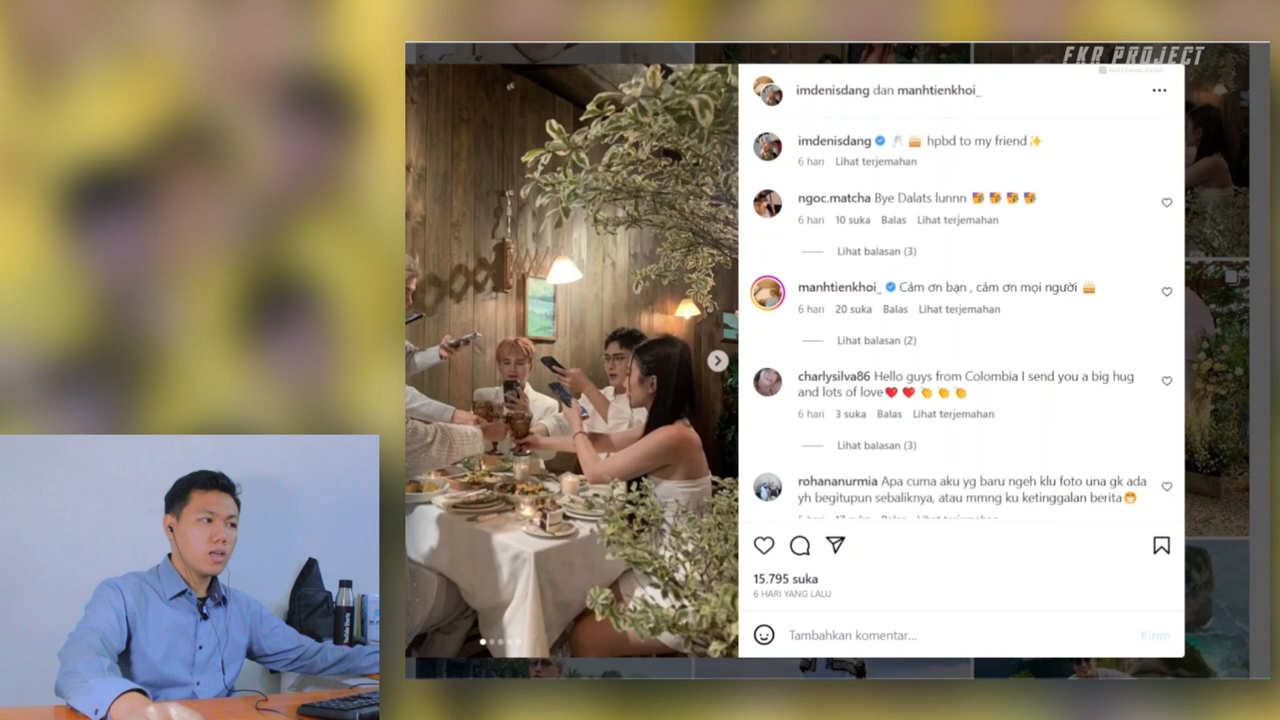 FKR PROJECT
imdenisdang dan manhtienkhoi_
imdenisdang hpbd to my friend
6 hari Lihat terjemahan
ngoc.matcha Bye Dalats lunnn
6 hari 10 suka Balas Lihat terjemahan
Lihat balasan (3)
manhtienkhoi_ Cảm ơn bạn , cảm ơn mọi người
6 hari 20 suka Balas Lihat terjemahan
Lihat balasan (2)
charlysilva86 Hello guys from Colombia I send you a big hug
and lots of love
6 hari 3 suka Balas Lihat terjemahan
Lihat balasan (3)
rohananurmia Apa cuma aku yg baru ngeh klu foto una gk ada
yh begitupun sebaliknya, atau mmng ku ketinggalan berita
15.795 suka
6 HARI YANG LALU
Tambahkan komentar...
Kirim